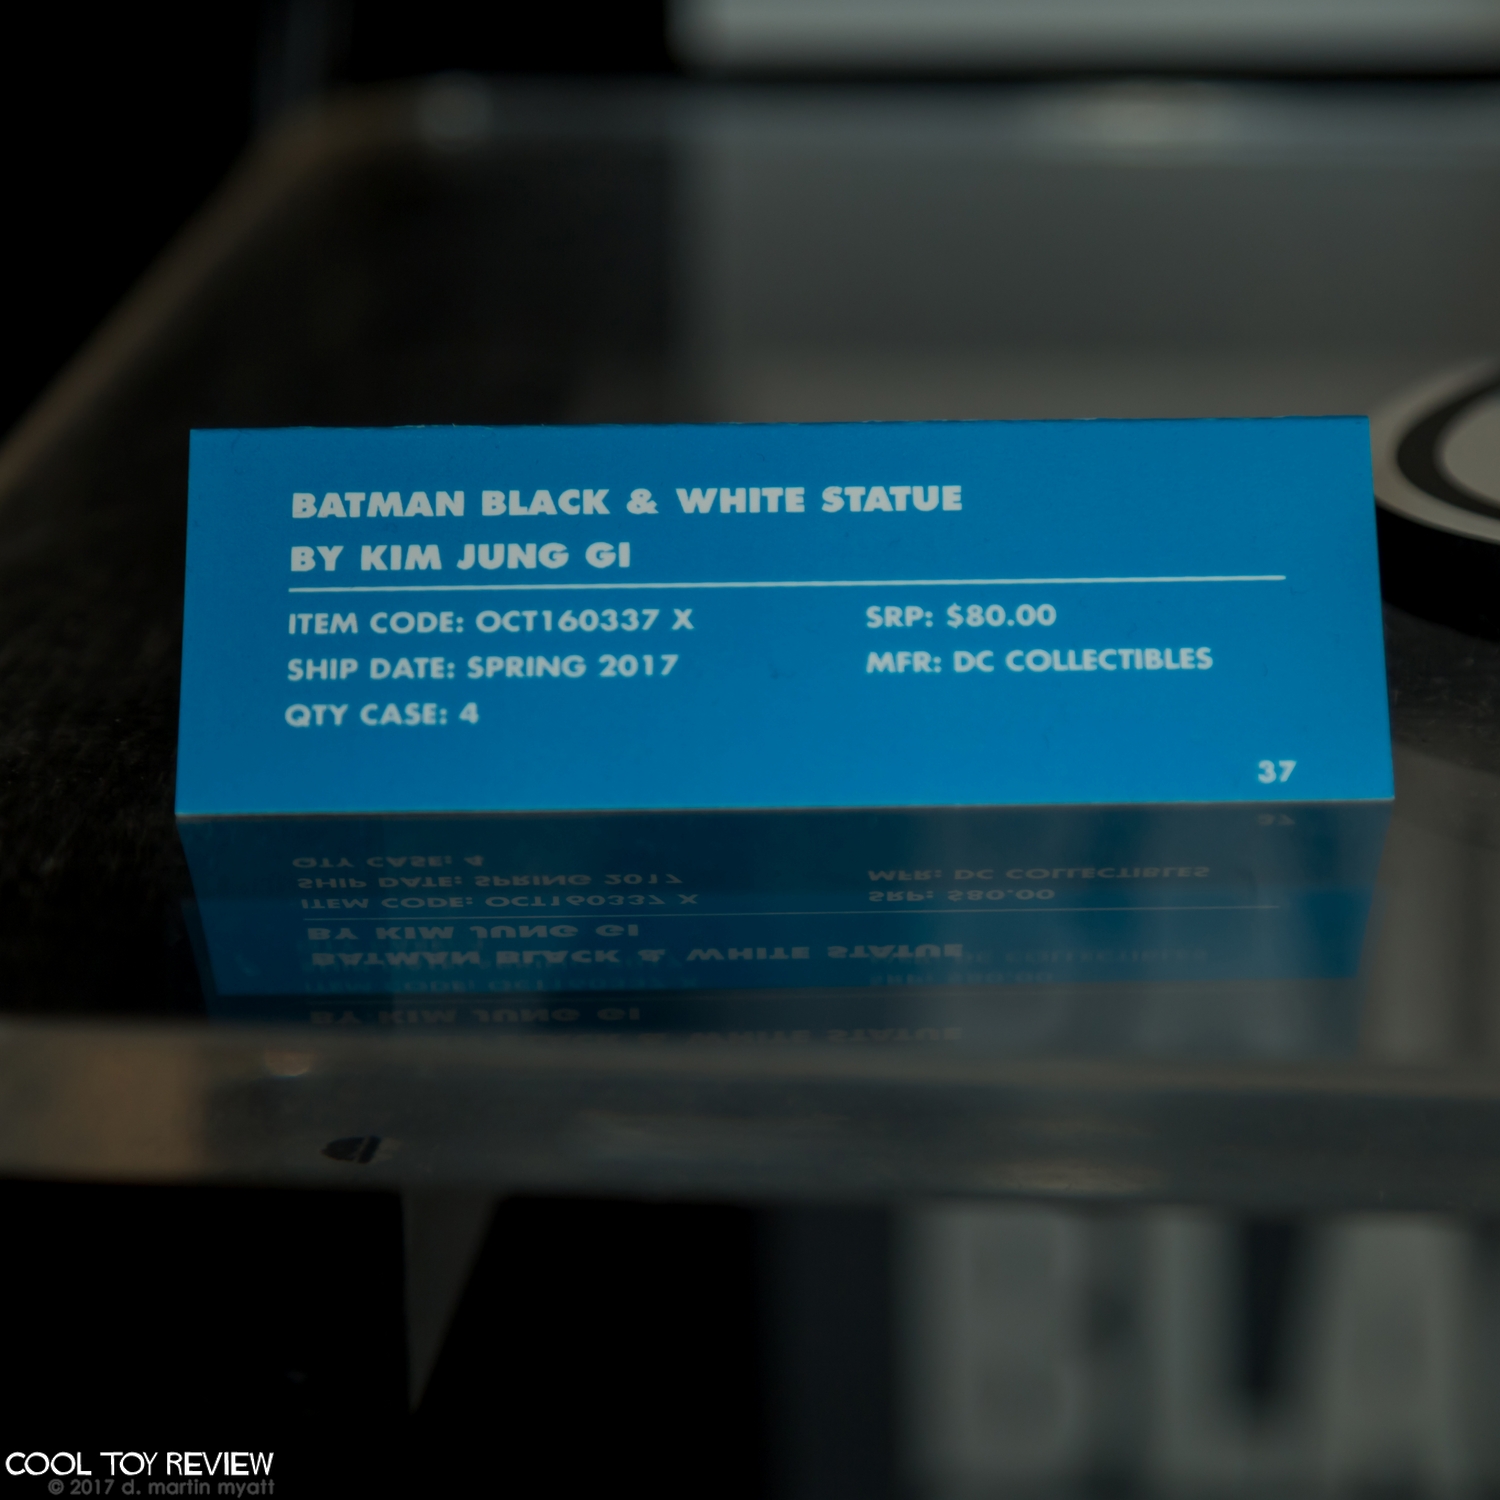 BATMAN BLACK & WHITE STATUE
BY KIM JUNG GI
ITEM CODE: OCT160337 X
SRP: $80.00
SHIP DATE: SPRING 2017
MFR: DC COLLECTIBLES
QTY CASE: 4
37
COOL TOY REVIEW
© 2017 d. martin myatt